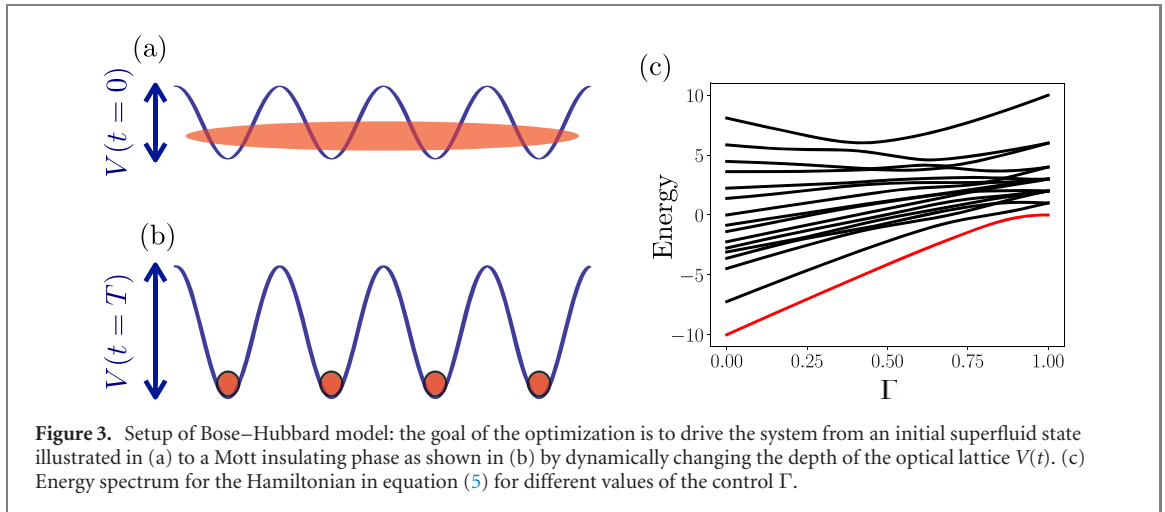 (a)
V(t = 0)
(b)
V(t = T)
(c)
Energy
10
5
0
−5
−10
0.00 0.25 0.50 0.75 1.00
Γ
Figure 3. Setup of Bose–Hubbard model: the goal of the optimization is to drive the system from an initial superfluid state
illustrated in (a) to a Mott insulating phase as shown in (b) by dynamically changing the depth of the optical lattice V(t). (c)
Energy spectrum for the Hamiltonian in equation (5) for different values of the control Γ.